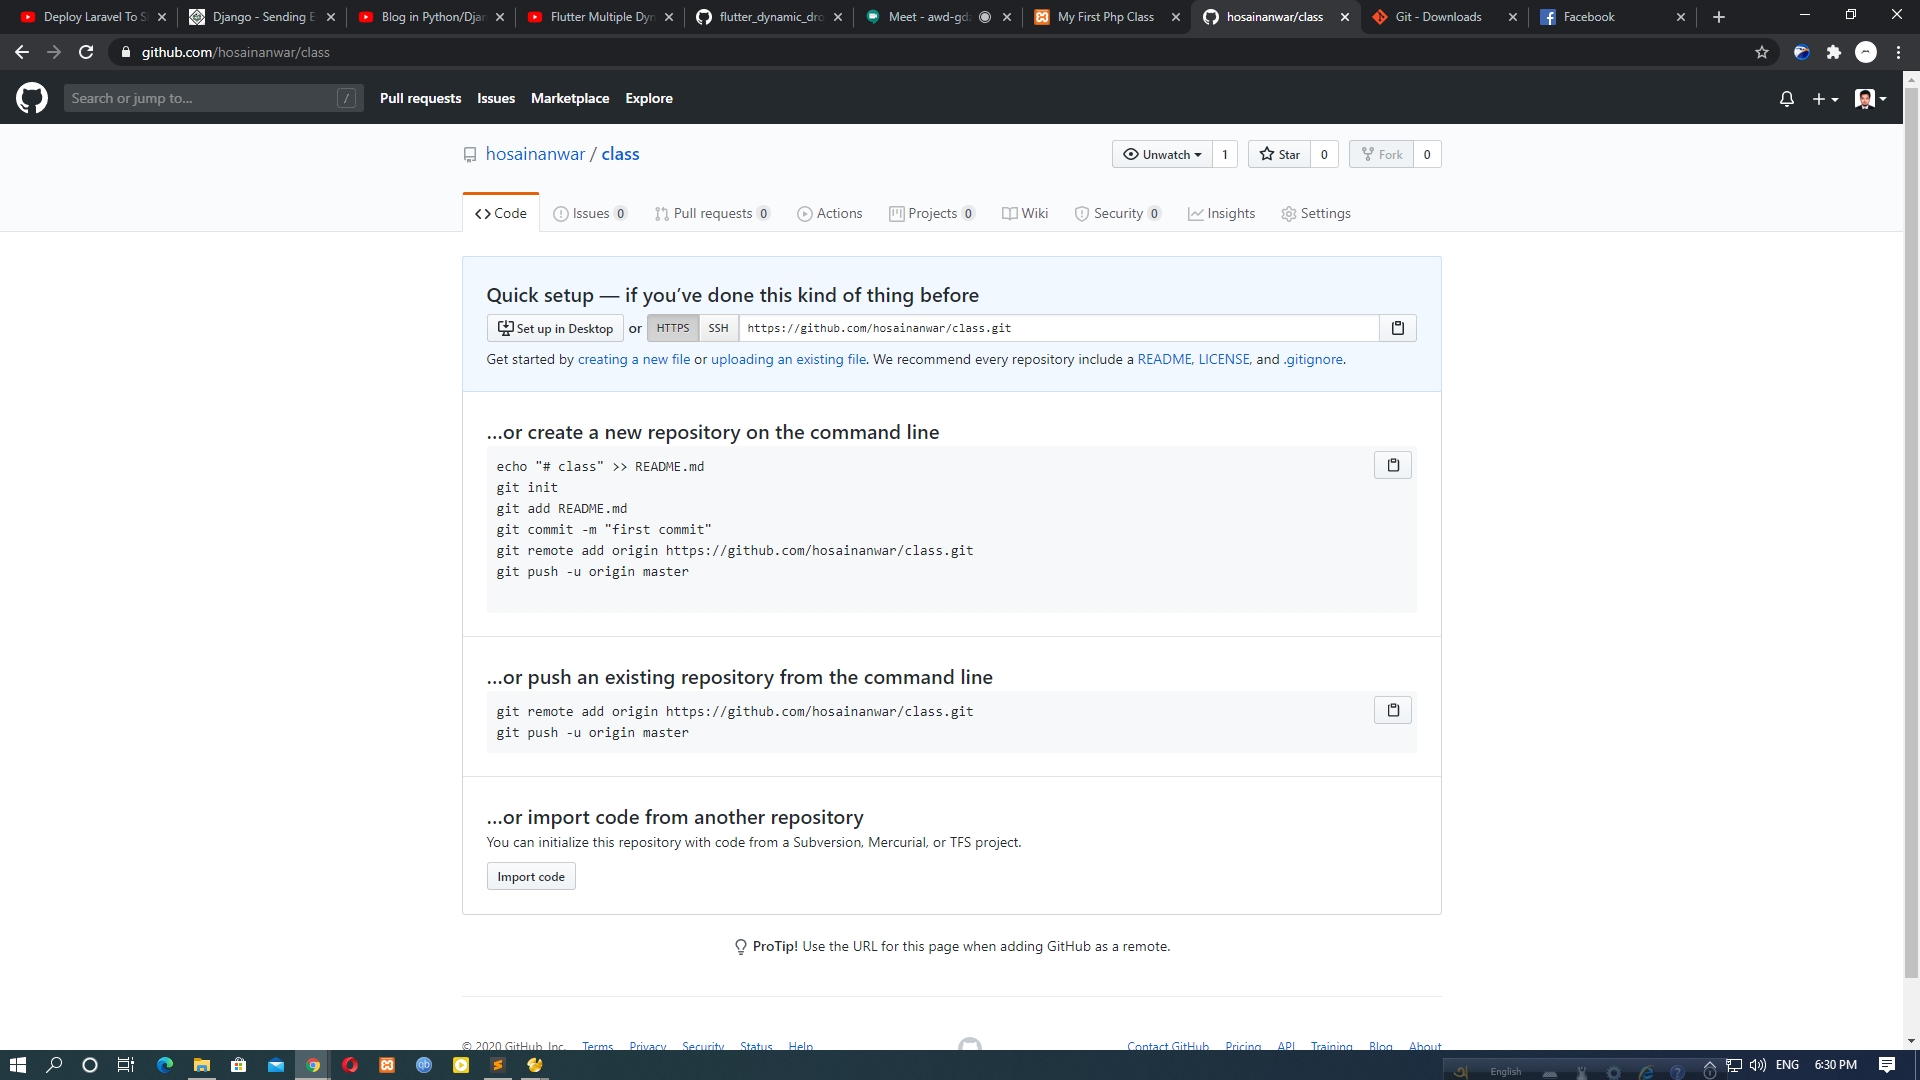 Deploy Laravel To S
Django - Sending E
Blog in Python/Djan
Flutter Multiple Dyn
flutter_dynamic_dro
Meet - awd-gd
My First Php Class
hosainanwar/class
Git - Downloads
Facebook
github.com/hosainanwar/class
Search or jump to...
/
Pull requests
Issues
Marketplace
Explore
hosainanwar / class
Unwatch 1
Star 0
Fork 0
Code
Issues 0
Pull requests 0
Actions
Projects 0
Wiki
Security 0
Insights
Settings
Quick setup — if you’ve done this kind of thing before
Set up in Desktop or HTTPS SSH https://github.com/hosainanwar/class.git
Get started by creating a new file or uploading an existing file. We recommend every repository include a README, LICENSE, and .gitignore.
…or create a new repository on the command line
echo "# class" >> README.md
git init
git add README.md
git commit -m "first commit"
git remote add origin https://github.com/hosainanwar/class.git
git push -u origin master
…or push an existing repository from the command line
git remote add origin https://github.com/hosainanwar/class.git
git push -u origin master
…or import code from another repository
You can initialize this repository with code from a Subversion, Mercurial, or TFS project.
Import code
ProTip! Use the URL for this page when adding GitHub as a remote.
© 2020 GitHub, Inc. Terms Privacy Security Status Help
Contact GitHub Pricing API Training Blog About
qb
English
ENG
6:30 PM